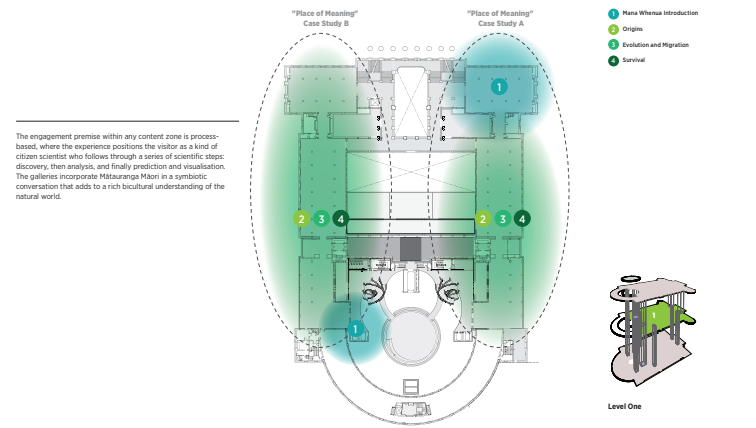 "Place of Meaning"
Case Study B
"Place of Meaning"
Case Study A
1 Mana Whenua Introduction
2 Origins
3 Evolution and Migration
4 Survival
The engagement premise within any content zone is process-
based, where the experience positions the visitor as a kind of
citizen scientist who follows through a series of scientific steps:
discovery, then analysis, and finally prediction and visualisation.
The galleries incorporate Mātauranga Māori in a symbiotic
conversation that adds to a rich bicultural understanding of the
natural world.
1
2 3 4
2 3 4
1
1
Level One